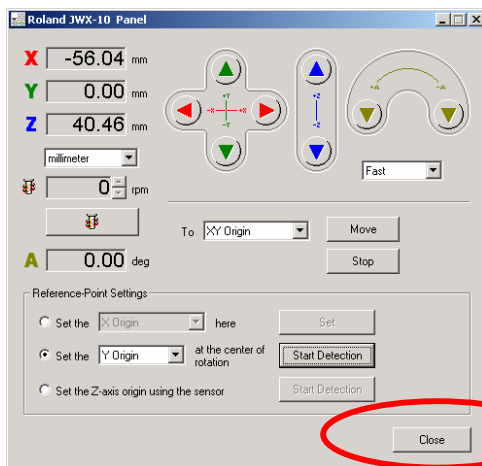 Roland JWX-10 Panel
X -56.04 mm
Y 0.00 mm
Z 40.46 mm
millimeter
0 rpm
A 0.00 deg
+Y
-X +X
-Y
+Z
-Z
+A -A
Fast
To XY Origin Move
Stop
Reference-Point Settings
Set the X Origin here Set
Set the Y Origin at the center of rotation Start Detection
Set the Z-axis origin using the sensor Start Detection
Close